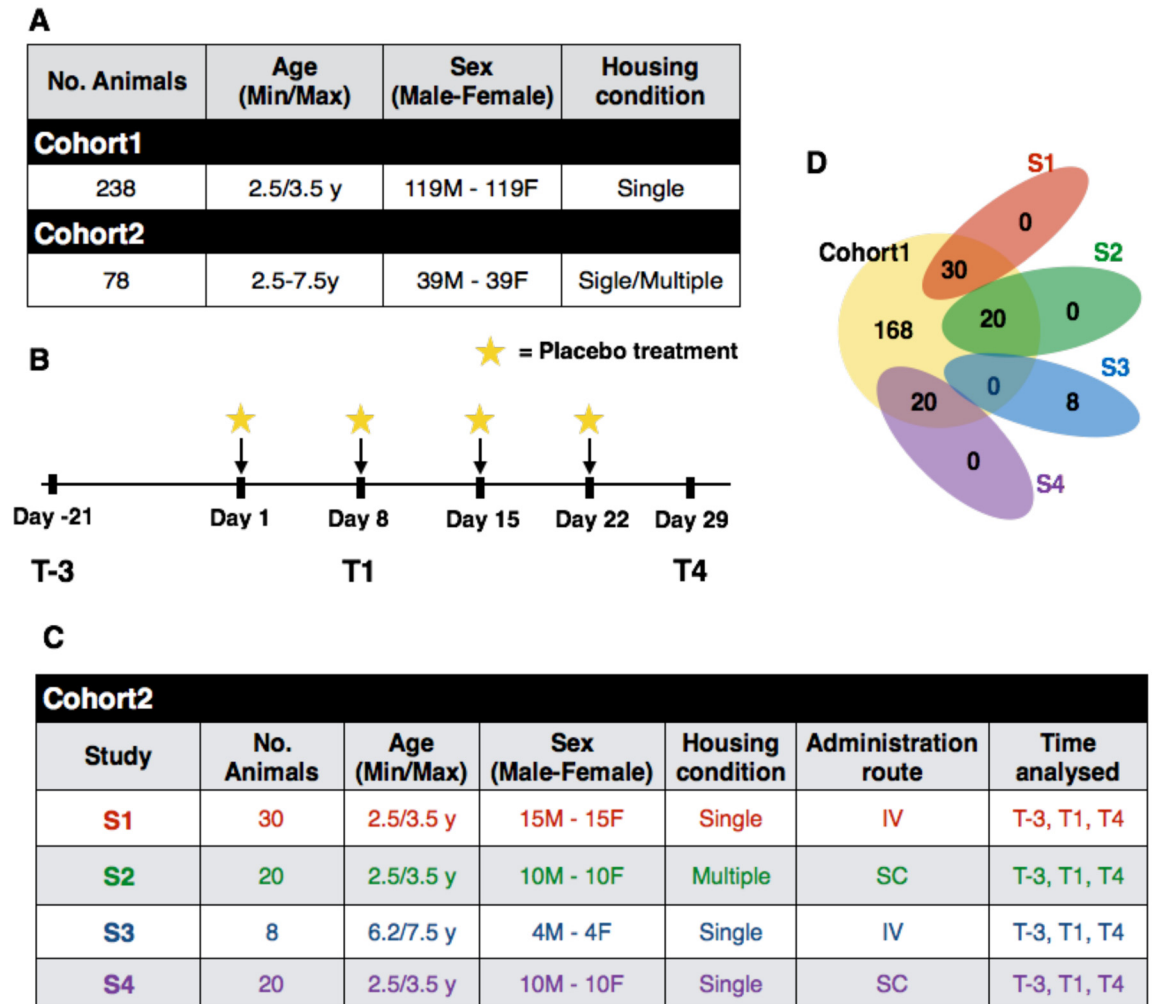 A
No. Animals
Age
(Min/Max)
Sex
(Male-Female)
Housing
condition
Cohort1
238
2.5/3.5 y
119M - 119F
Single
Cohort2
78
2.5-7.5y
39M - 39F
Sigle/Multiple
B
= Placebo treatment
Day -21
Day 1
Day 8
Day 15
Day 22
Day 29
T-3
T1
T4
D
S1
0
Cohort1
30
S2
20
0
168
S3
0
8
20
0
S4
C
Cohort2
Study
No.
Animals
Age
(Min/Max)
Sex
(Male-Female)
Housing
condition
Administration
route
Time
analysed
S1
30
2.5/3.5 y
15M - 15F
Single
IV
T-3, T1, T4
S2
20
2.5/3.5 y
10M - 10F
Multiple
SC
T-3, T1, T4
S3
8
6.2/7.5 y
4M - 4F
Single
IV
T-3, T1, T4
S4
20
2.5/3.5 y
10M - 10F
Single
SC
T-3, T1, T4